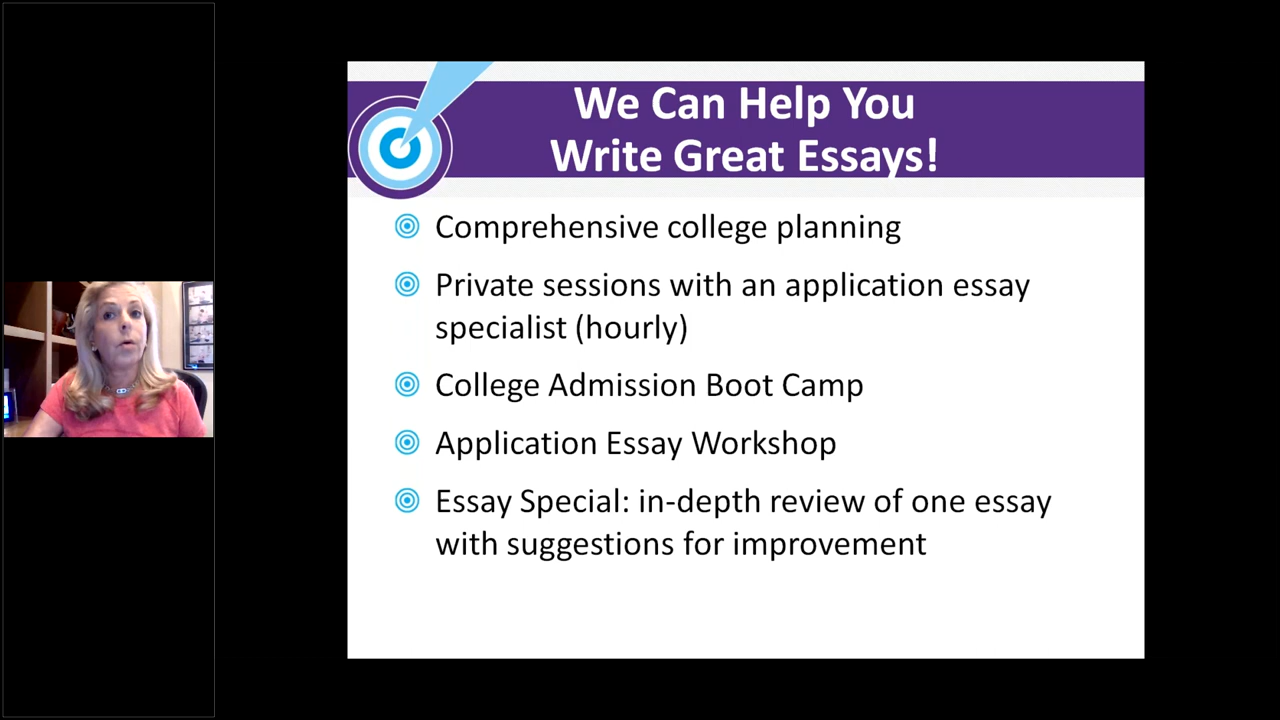 We Can Help You
Write Great Essays!
Comprehensive college planning
Private sessions with an application essay
specialist (hourly)
College Admission Boot Camp
Application Essay Workshop
Essay Special: in-depth review of one essay
with suggestions for improvement